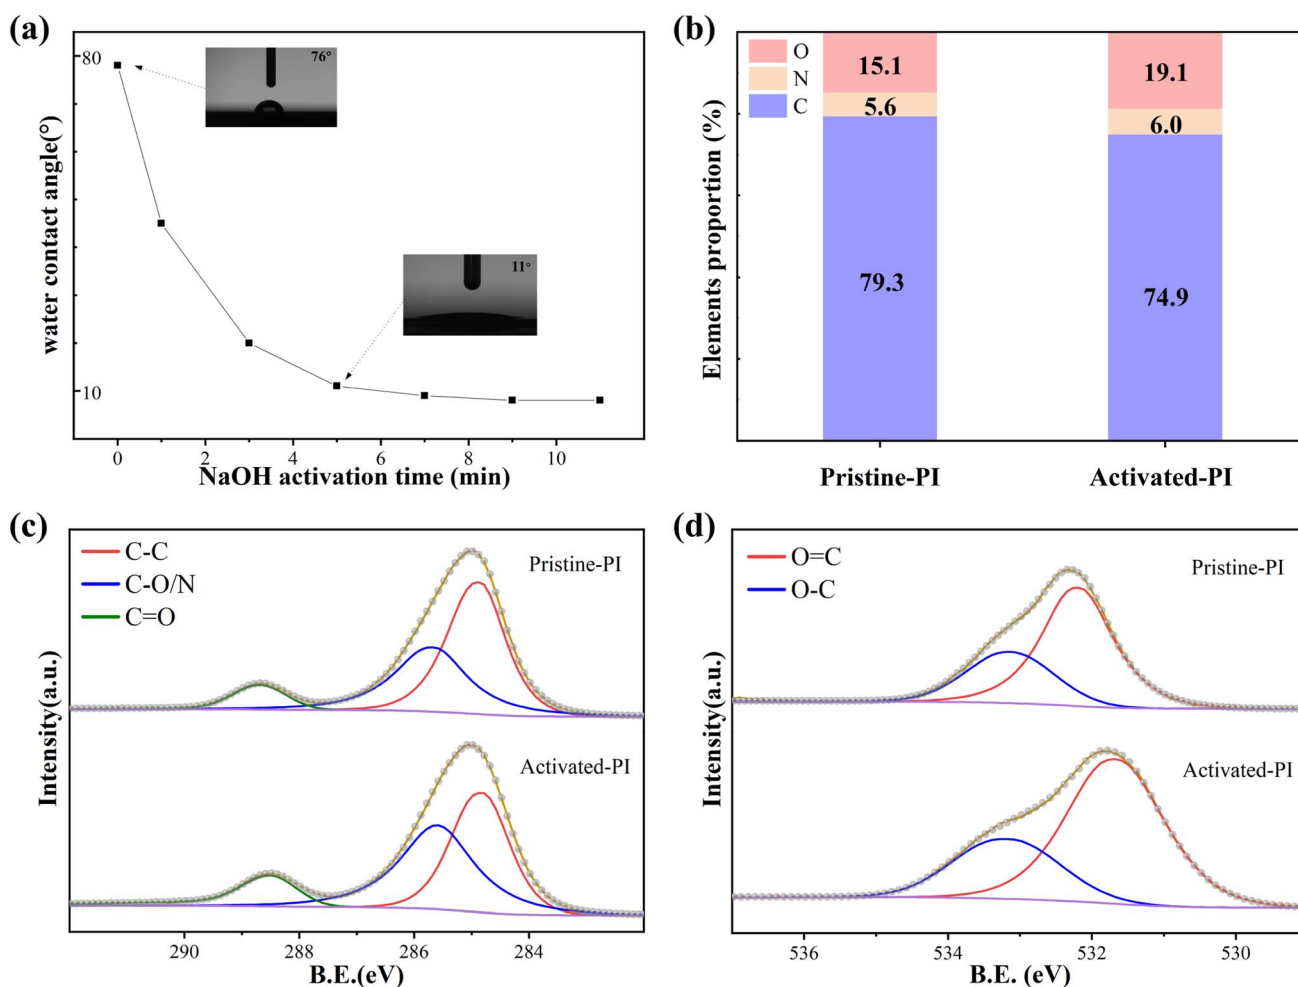 (a)
80
10
water contact angle(°)
76°
11°
0
2
4
6
8
10
NaOH activation time (min)
(b)
O
N
C
Elements proportion (%)
15.1
5.6
79.3
19.1
6.0
74.9
Pristine-PI
Activated-PI
(c)
C-C
C-O/N
C=O
Pristine-PI
Activated-PI
Intensity(a.u.)
290
288
286
284
B.E.(eV)
(d)
O=C
O-C
Pristine-PI
Activated-PI
Intensity(a.u.)
536
534
532
530
B.E. (eV)